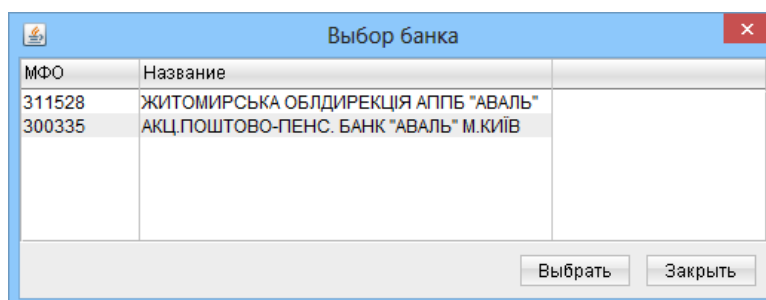 Выбор банка
МФО Название
311528 ЖИТОМИРСЬКА ОБЛДИРЕКЦІЯ АППБ "АВАЛЬ"
300335 АКЦ.ПОШТОВО-ПЕНС. БАНК "АВАЛЬ" М.КИЇВ
Выбрать Закрыть